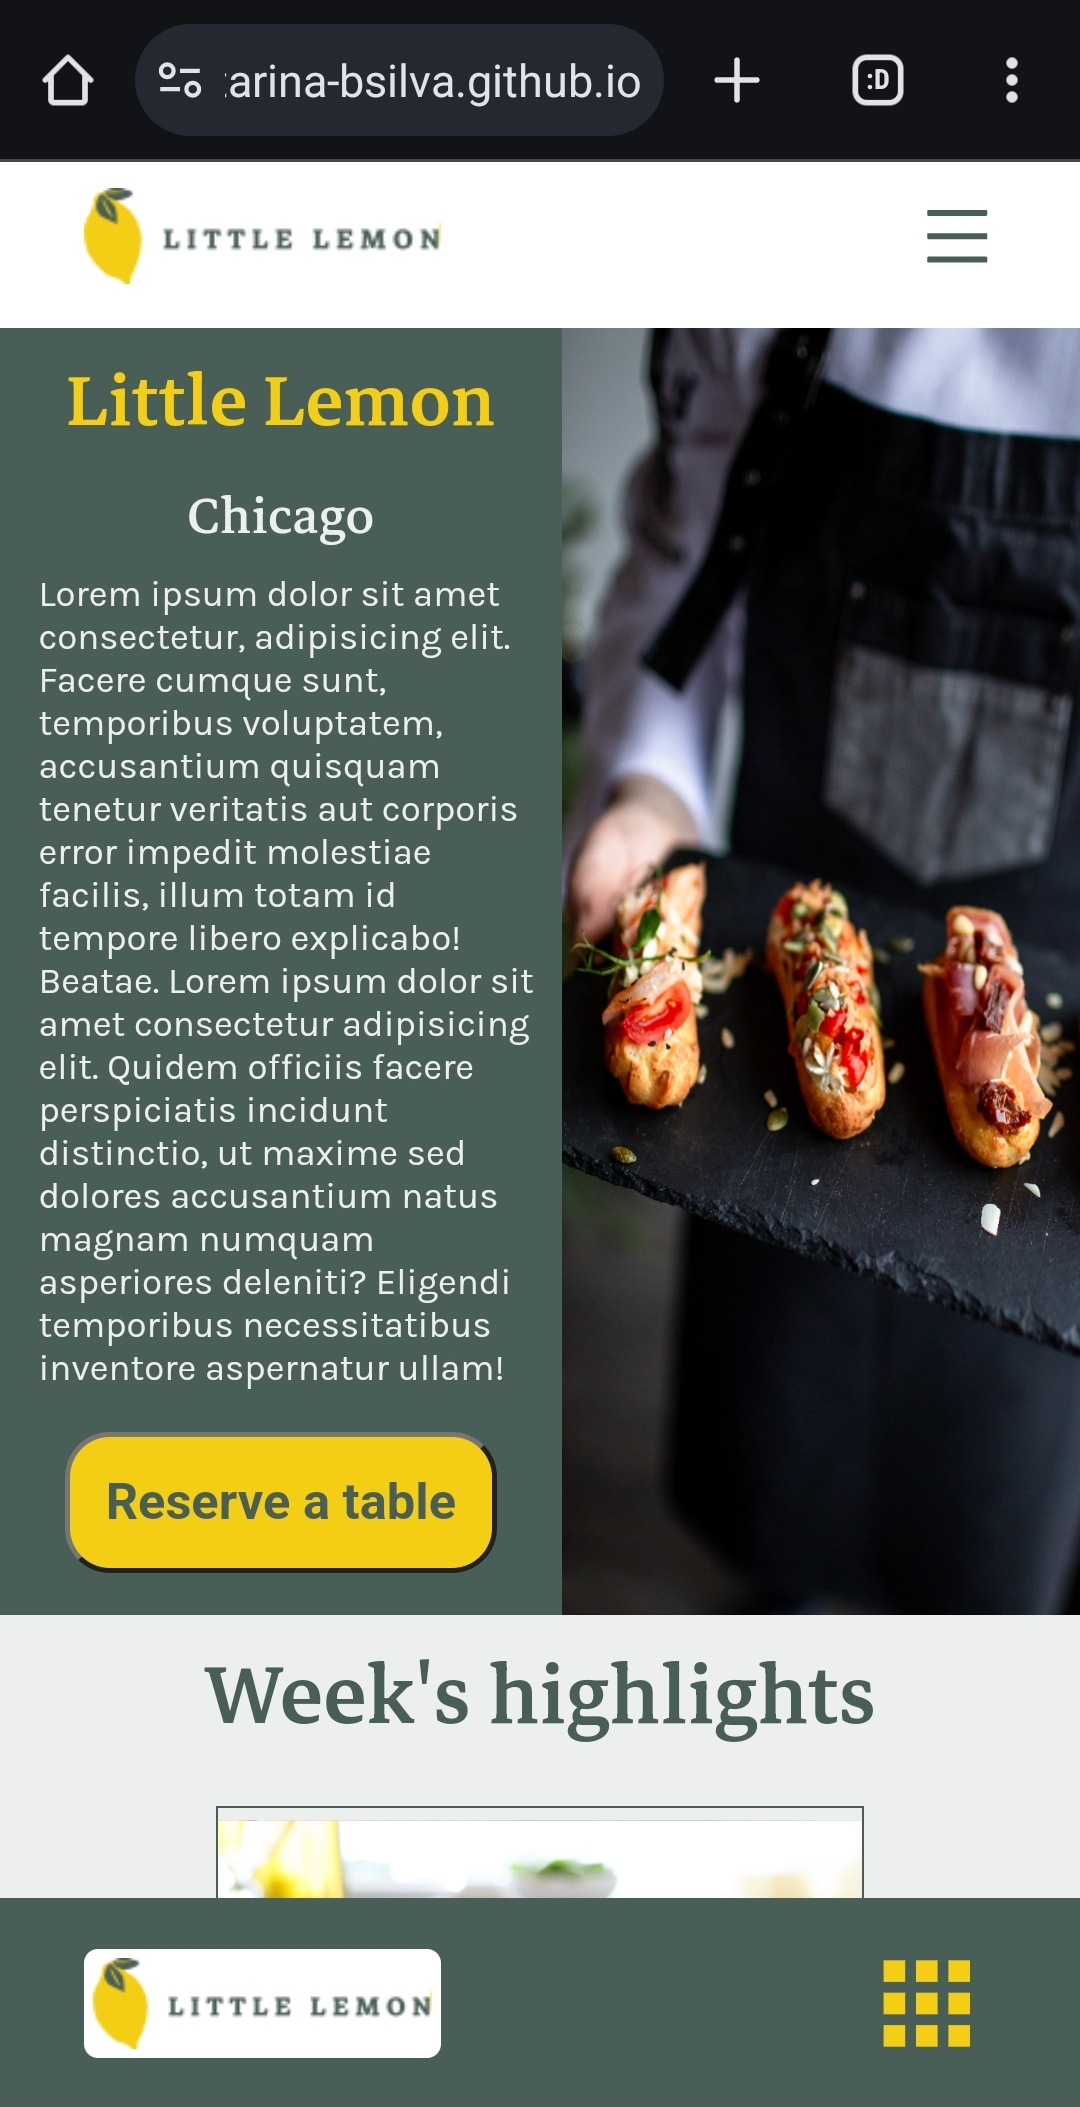 arina-bsilva.github.io
:D
LITTLE LEMON
Little Lemon
Chicago
Lorem ipsum dolor sit amet
consectetur, adipisicing elit.
Facere cumque sunt,
temporibus voluptatem,
accusantium quisquam
tenetur veritatis aut corporis
error impedit molestiae
facilis, illum totam id
tempore libero explicabo!
Beatae. Lorem ipsum dolor sit
amet consectetur adipisicing
elit. Quidem officiis facere
perspiciatis incidunt
distinctio, ut maxime sed
dolores accusantium natus
magnam numquam
asperiores deleniti? Eligendi
temporibus necessitatibus
inventore aspernatur ullam!
Reserve a table
Week's highlights
LITTLE LEMON